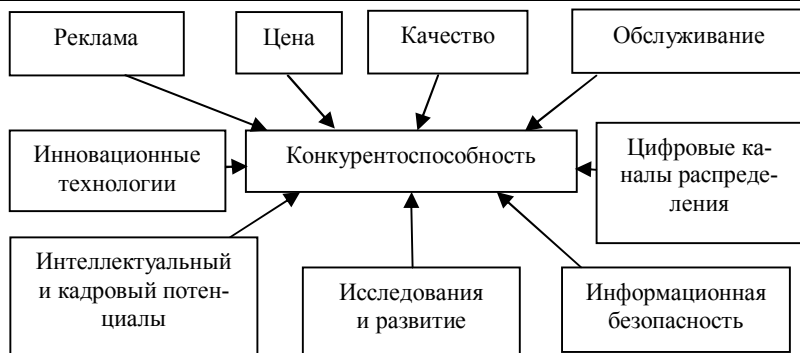 Реклама
Цена
Качество
Обслуживание
Инновационные
технологии
Конкурентоспособность
Цифровые ка-
налы распреде-
ления
Интеллектуальный
и кадровый потен-
циалы
Исследования
и развитие
Информационная
безопасность